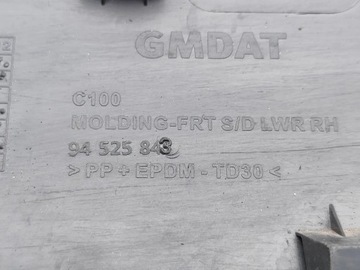 GMDAT
C100
MOLDING-FRT S/D LWR RH
94 525 843
> PP + EPDM - TD30 <